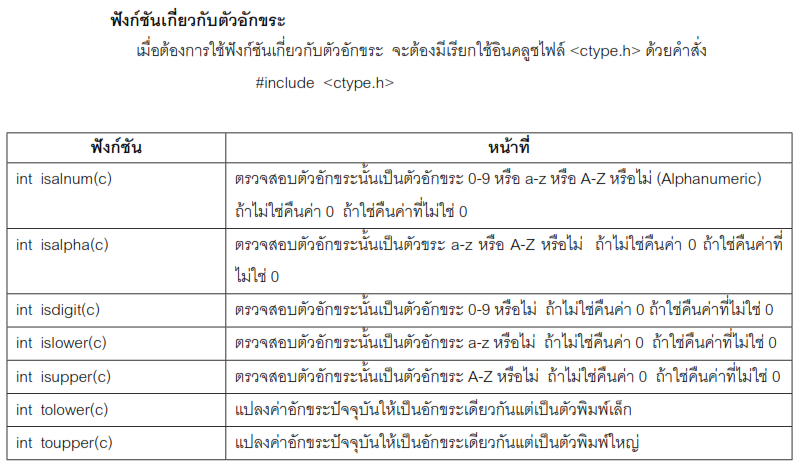 ฟังก์ชันเกี่ยวกับตัวอักขระ
เมื่อต้องการใช้ฟังก์ชันเกี่ยวกับตัวอักขระ จะต้องมีเรียกใช้อินคลูชไฟล์ <ctype.h> ด้วยคำสั่ง
#include <ctype.h>
ฟังก์ชัน หน้าที่
int isalnum(c) ตรวจสอบตัวอักขระนั้นเป็นตัวอักขระ 0-9 หรือ a-z หรือ A-Z หรือไม่ (Alphanumeric)
ถ้าไม่ใช่คืนค่า 0 ถ้าใช่คืนค่าที่ไม่ใช่ 0
int isalpha(c) ตรวจสอบตัวอักขระนั้นเป็นตัวขระ a-z หรือ A-Z หรือไม่ ถ้าไม่ใช่คืนค่า 0 ถ้าใช่คืนค่าที่
ไม่ใช่ 0
int isdigit(c) ตรวจสอบตัวอักขระนั้นเป็นตัวอักขระ 0-9 หรือไม่ ถ้าไม่ใช่คืนค่า 0 ถ้าใช่คืนค่าที่ไม่ใช่ 0
int islower(c) ตรวจสอบตัวอักขระนั้นเป็นตัวอักขระ a-z หรือไม่ ถ้าไม่ใช่คืนค่า 0 ถ้าใช่คืนค่าที่ไม่ใช่ 0
int isupper(c) ตรวจสอบตัวอักขระนั้นเป็นตัวอักขระ A-Z หรือไม่ ถ้าไม่ใช่คืนค่า 0 ถ้าใช่คืนค่าที่ไม่ใช่ 0
int tolower(c) แปลงค่าอักขระปัจจุบันให้เป็นอักขระเดียวกันแต่เป็นตัวพิมพ์เล็ก
int toupper(c) แปลงค่าอักขระปัจจุบันให้เป็นอักขระเดียวกันแต่เป็นตัวพิมพ์ใหญ่